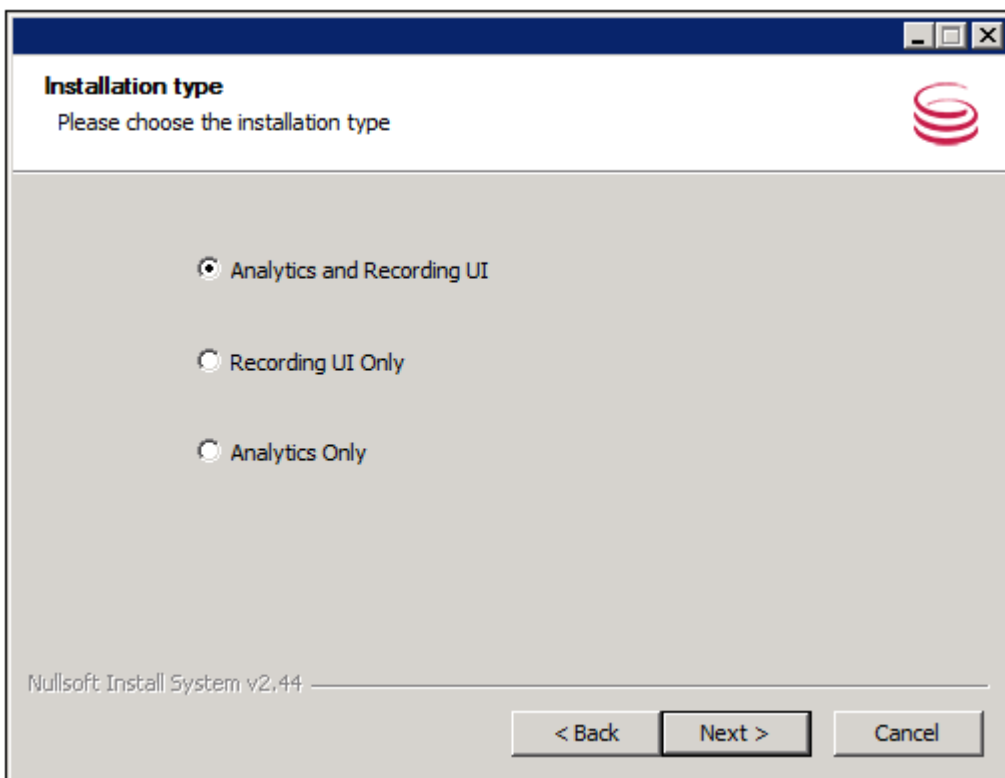 Installation type
Please choose the installation type
Analytics and Recording UI
Recording UI Only
Analytics Only
Nullsoft Install System v2.44
< Back
Next >
Cancel